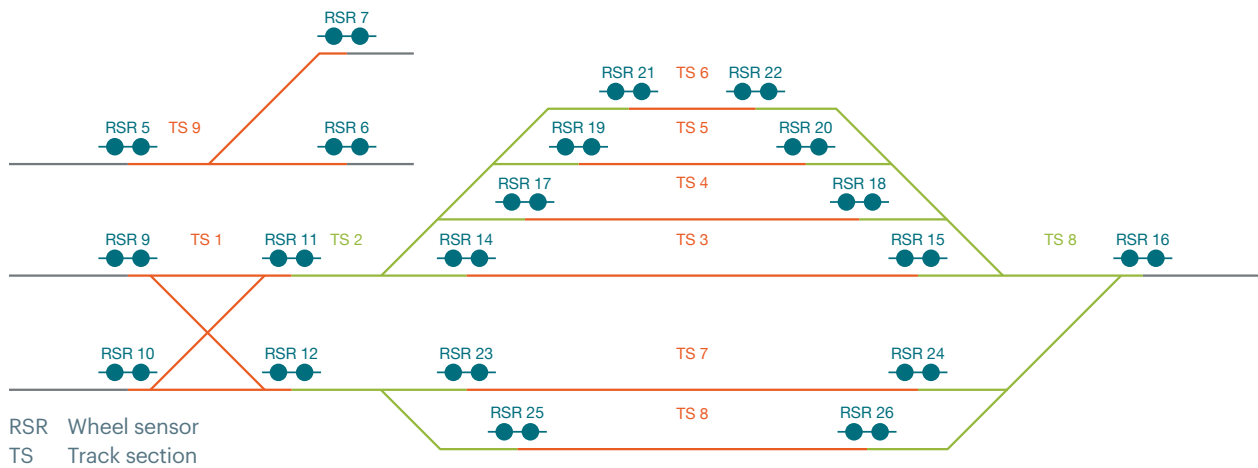 RSR 7
RSR 21 TS 6 RSR 22
RSR 5 TS 9 RSR 6
RSR 19 TS 5 RSR 20
RSR 17 TS 4 RSR 18
RSR 9 TS 1 RSR 11 TS 2 RSR 14 TS 3 RSR 15 TS 8 RSR 16
RSR 10 RSR 12 RSR 23 TS 7 RSR 24
RSR 25 TS 8 RSR 26
RSR Wheel sensor
TS Track section